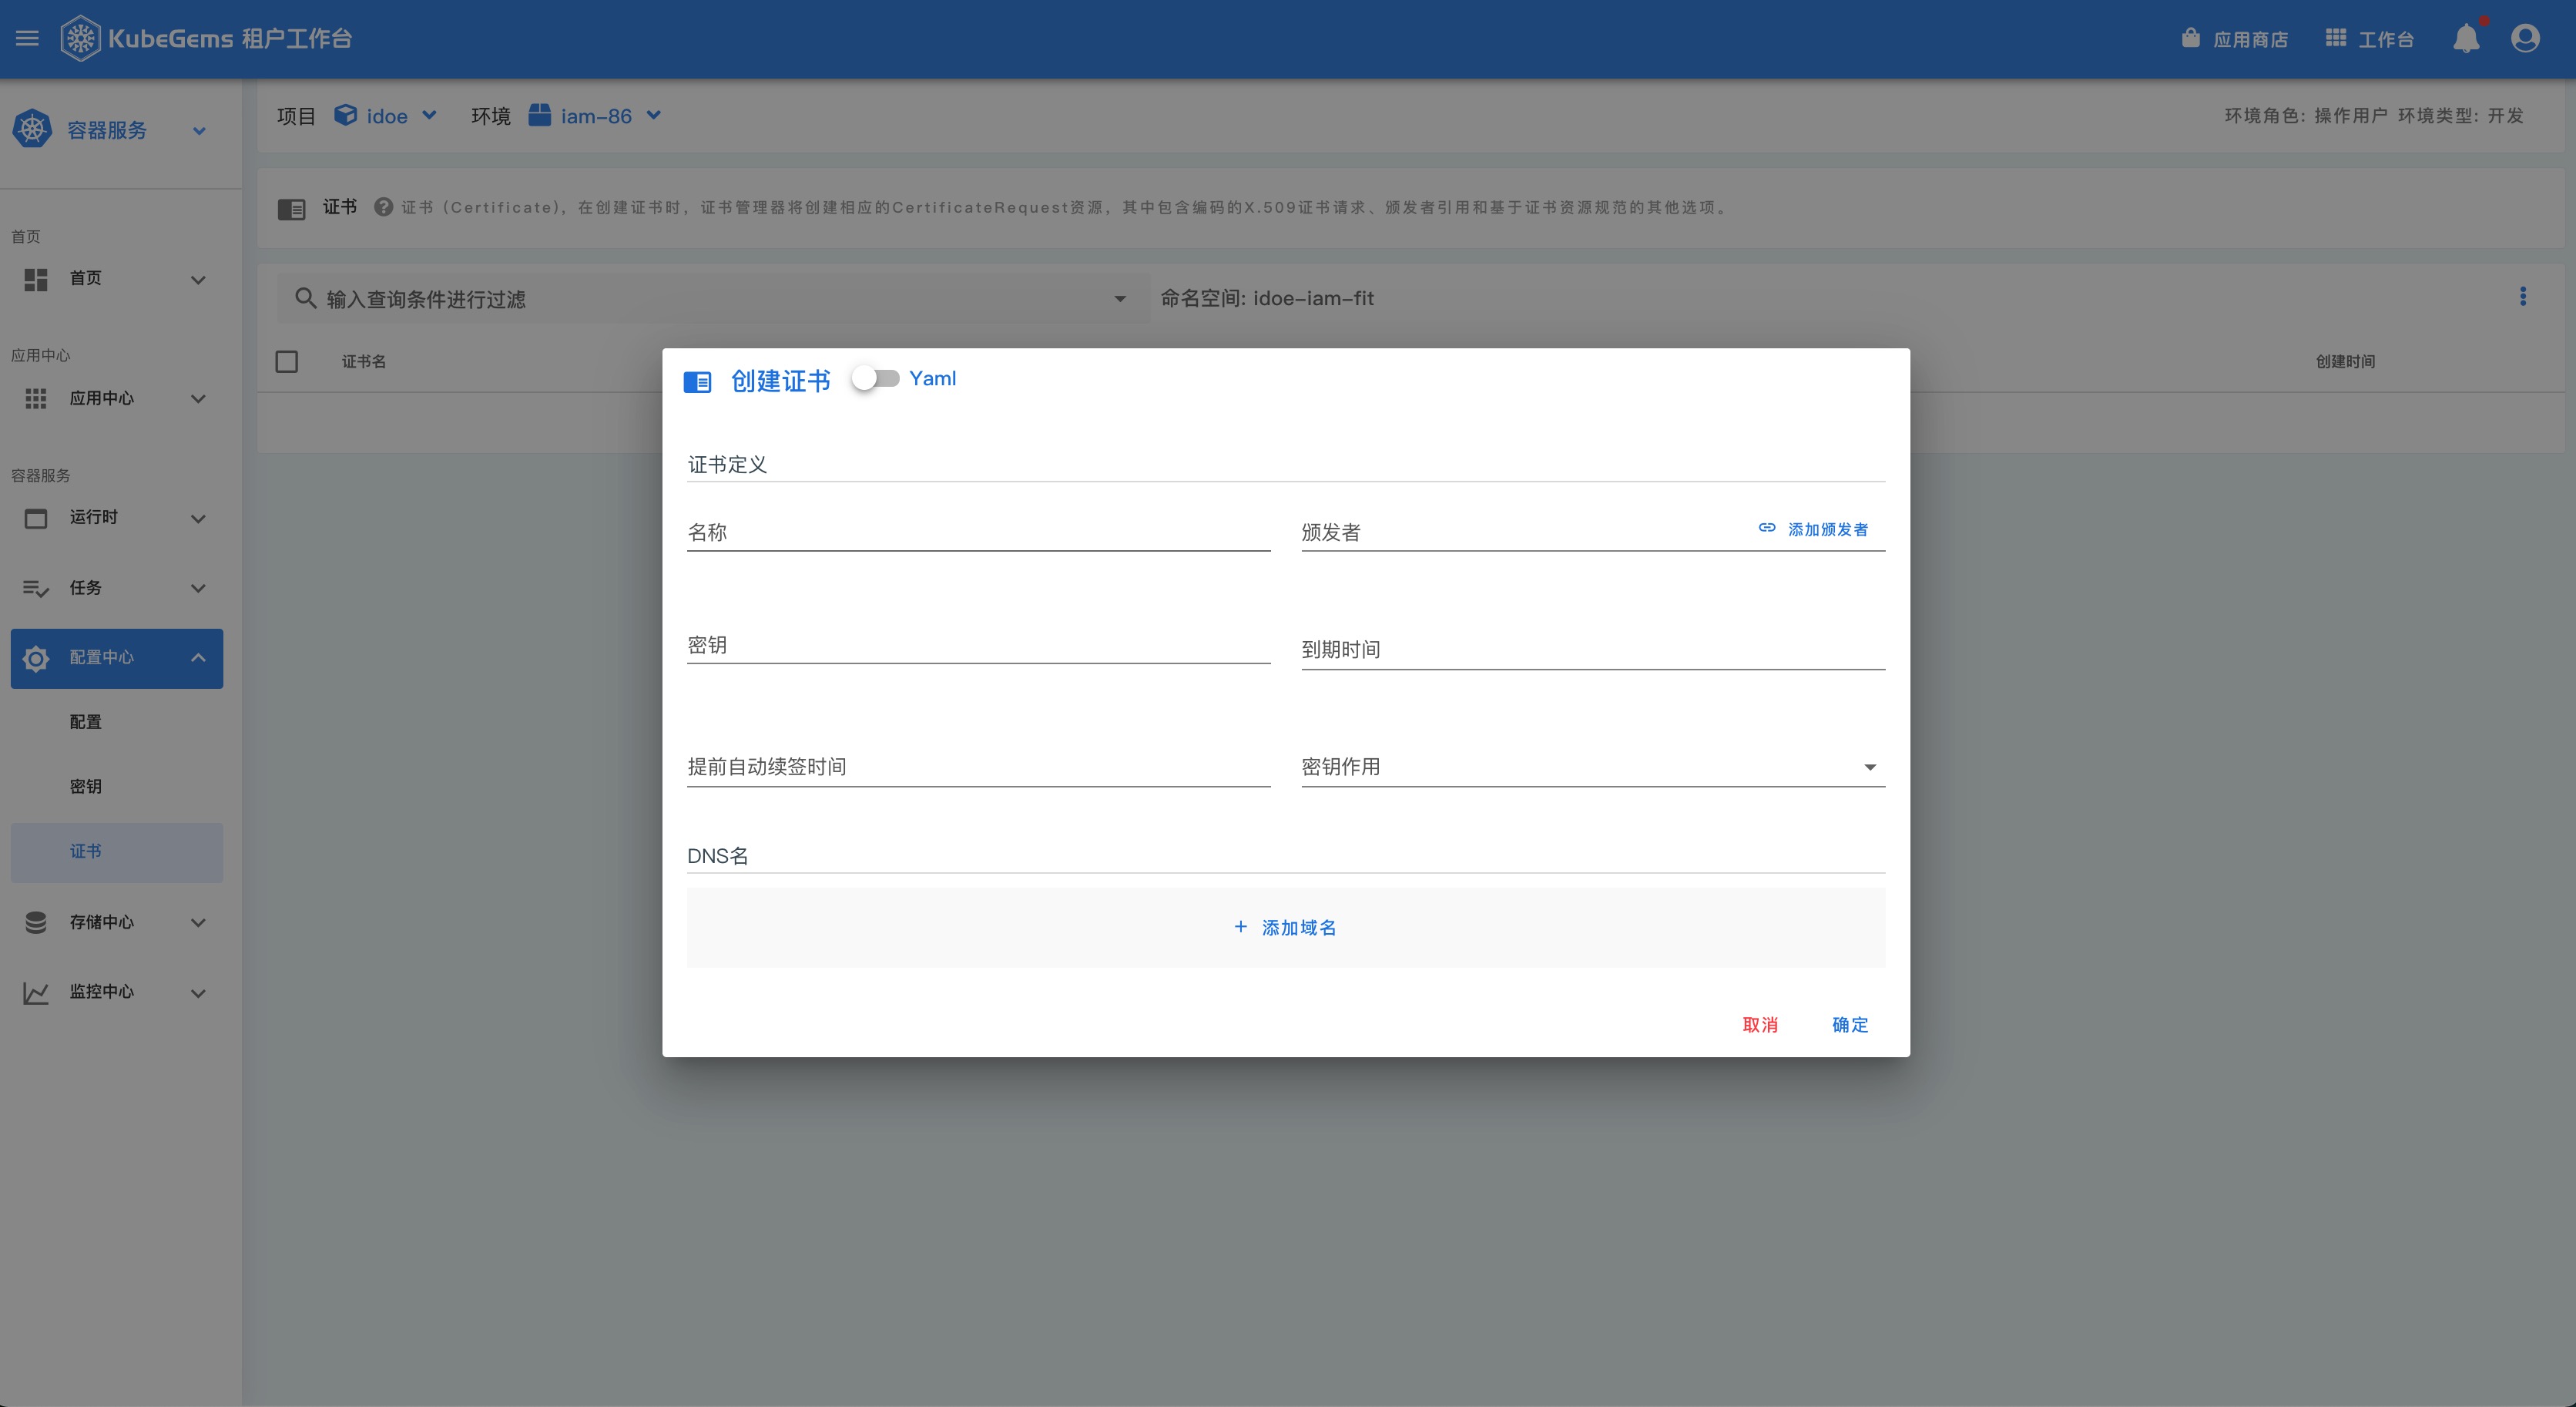 KubeGems 租户工作台
应用商店
工作台
容器服务
项目 idoe 环境 iam-86
环境角色: 操作用户 环境类型: 开发
证书 证书 (Certificate), 在创建证书时, 证书管理器将创建相应的CertificateRequest资源, 其中包含编码的X.509证书请求、颁发者引用和基于证书资源规范的其他选项。
首页
首页
应用中心
应用中心
容器服务
运行时
任务
配置中心
配置
密钥
证书
存储中心
监控中心
输入查询条件进行过滤
命名空间: idoe-iam-fit
证书名
创建时间
创建证书 Yaml
证书定义
名称
颁发者
添加颁发者
密钥
到期时间
提前自动续签时间
密钥作用
DNS名
+ 添加域名
取消
确定